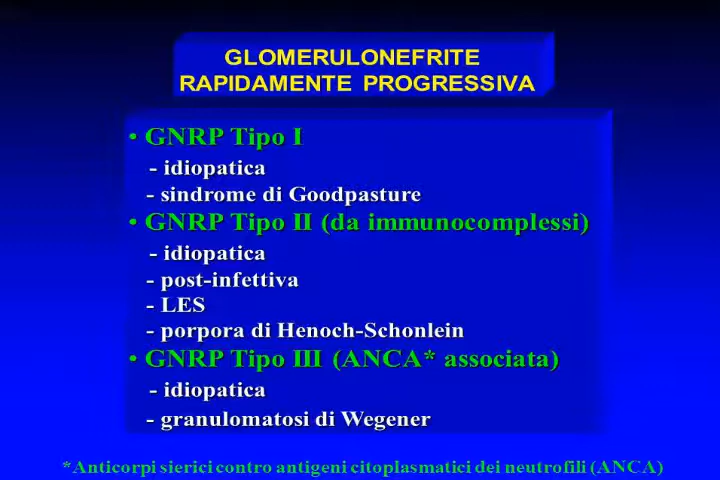 GLOMERULONEFRITE
RAPIDAMENTE PROGRESSIVA
• GNRP Tipo I
- idiopatica
- sindrome di Goodpasture
• GNRP Tipo II (da immunocomplessi)
- idiopatica
- post-infettiva
- LES
- porpora di Henoch-Schonlein
• GNRP Tipo III (ANCA* associata)
- idiopatica
- granulomatosi di Wegener
*Anticorpi sierici contro antigeni citoplasmatici dei neutrofili (ANCA)